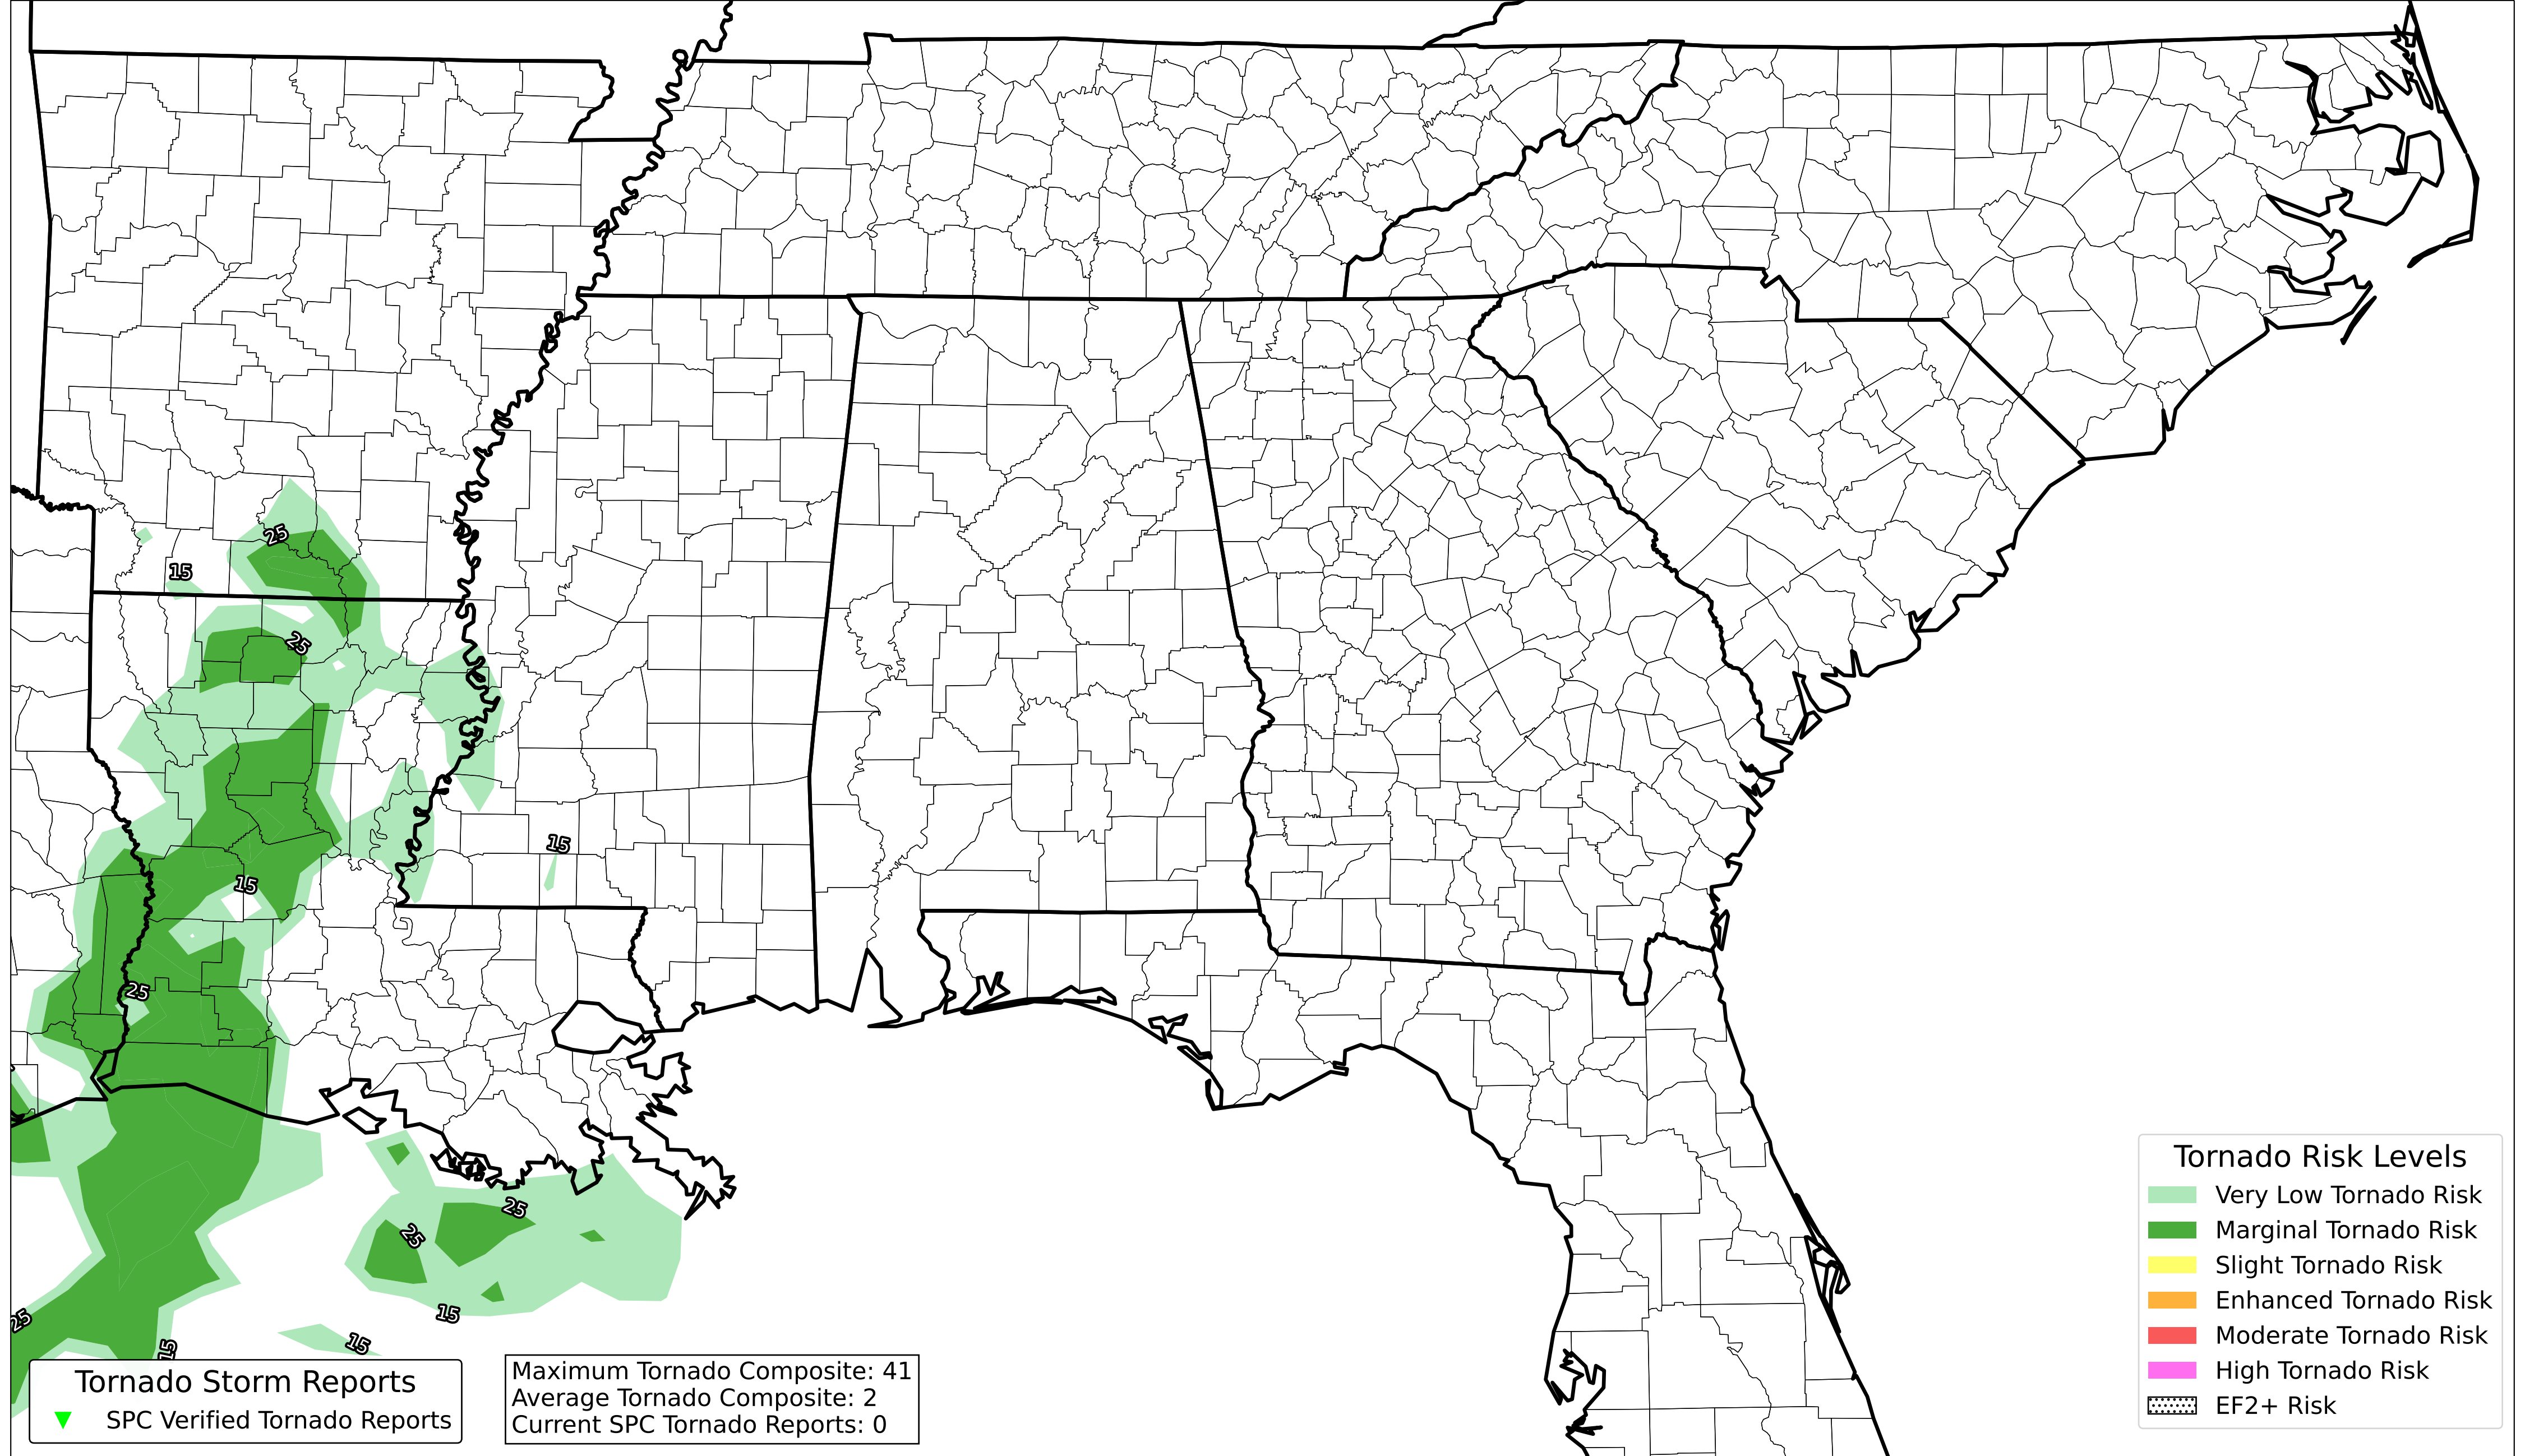 25
15
25
15
15
25
25
25
15
25
15
15
Tornado Storm Reports
SPC Verified Tornado Reports
Maximum Tornado Composite: 41
Average Tornado Composite: 2
Current SPC Tornado Reports: 0
Tornado Risk Levels
Very Low Tornado Risk
Marginal Tornado Risk
Slight Tornado Risk
Enhanced Tornado Risk
Moderate Tornado Risk
High Tornado Risk
EF2+ Risk